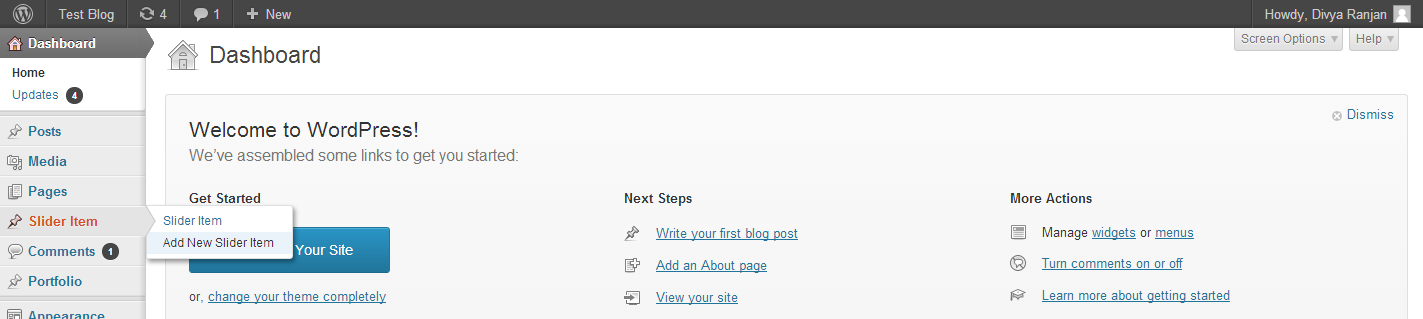 Test Blog 4 1 + New Howdy, Divya Ranjan
Dashboard
Home
Updates 4
Posts
Media
Pages
Slider Item
Comments 1
Portfolio
Appearance
Slider Item
Add New Slider Item
Screen Options Help
Dashboard
Dismiss
Welcome to WordPress!
We've assembled some links to get you started:
Get Started
Your Site
or, change your theme completely
Next Steps
Write your first blog post
Add an About page
View your site
More Actions
Manage widgets or menus
Turn comments on or off
Learn more about getting started